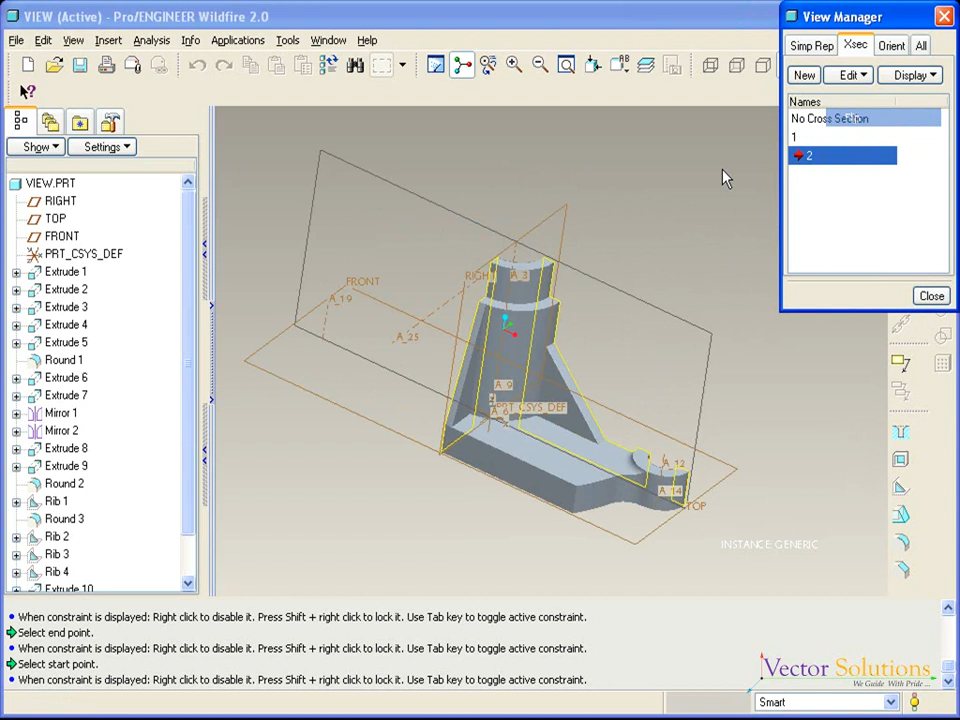 VIEW (Active) - Pro/ENGINEER Wildfire 2.0
File Edit View Insert Analysis Info Applications Tools Window Help
View Manager
Simp Rep Xsec Orient All
New Edit Display
Names
No Cross Section
1
2
Close
Show Settings
VIEW.PRT
RIGHT
TOP
FRONT
PRT_CSYS_DEF
Extrude 1
Extrude 2
Extrude 3
Extrude 4
Extrude 5
Round 1
Extrude 6
Extrude 7
Mirror 1
Mirror 2
Extrude 8
Extrude 9
Round 2
Rib 1
Round 3
Rib 2
Rib 3
Rib 4
Extrude 10
RIGHT
A_3
FRONT
A_19
A_25
A_9
PRT_CSYS_DEF
A_6
A_12
A_14
TOP
INSTANCE: GENERIC
When constraint is displayed: Right click to disable it. Press Shift + right click to lock it. Use Tab key to toggle active constraint.
Select end point.
When constraint is displayed: Right click to disable it. Press Shift + right click to lock it. Use Tab key to toggle active constraint.
Select start point.
When constraint is displayed: Right click to disable it. Press Shift + right click to lock it. Use Tab key to toggle active constraint.
Vector Solutions
We Guide With Pride ...
Smart